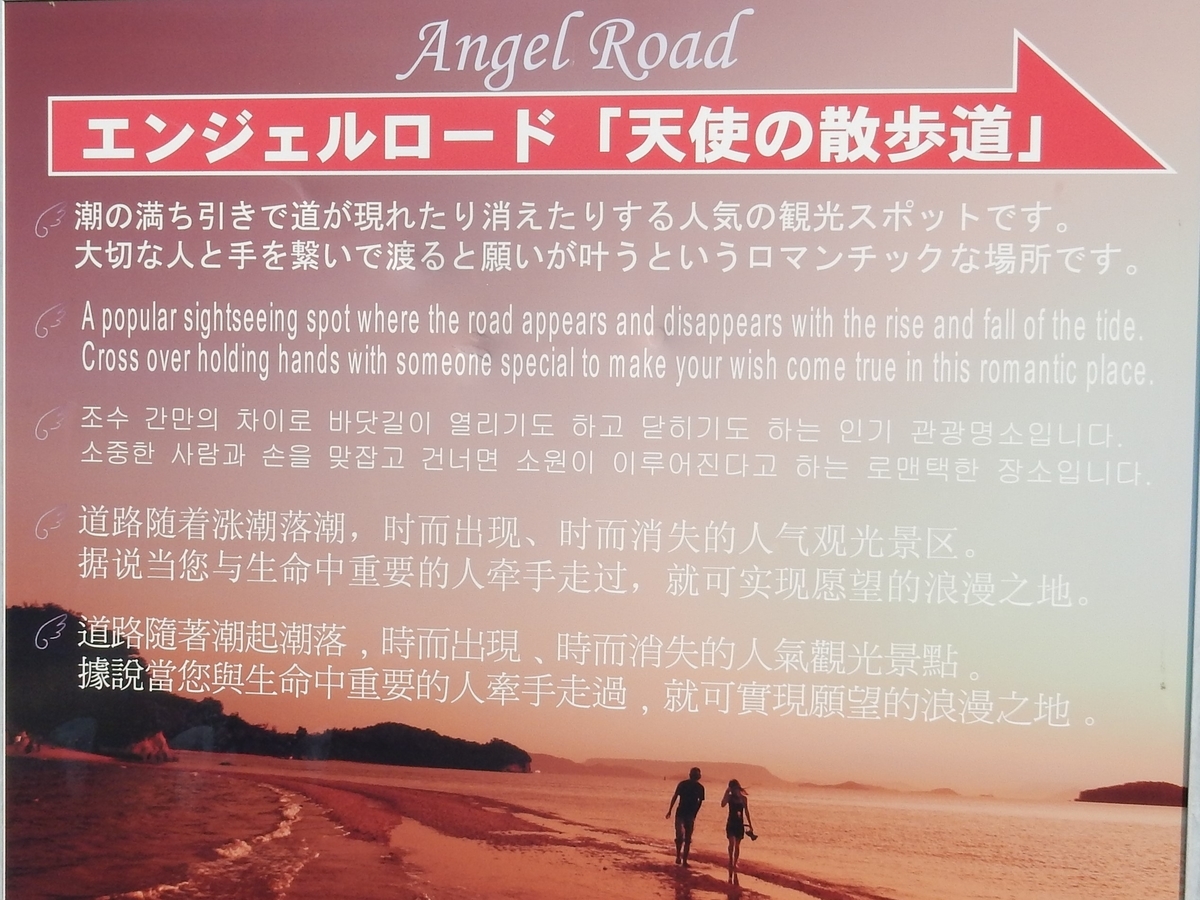 Angel Road
エンジェルロード「天使の散歩道」
潮の満ち引きで道が現れたり消えたりする人気の観光スポットです。
大切な人と手を繋いで渡ると願いが叶うというロマンチックな場所です。
A popular sightseeing spot where the road appears and disappears with the rise and fall of the tide.
Cross over holding hands with someone special to make your wish come true in this romantic place.
조수 간만의 차이로 바닷길이 열리기도 하고 닫히기도 하는 인기 관광명소입니다.
소중한 사람과 손을 맞잡고 건너면 소원이 이루어진다고 하는 로맨택한 장소입니다.
道路随着涨潮落潮，时而出现、时而消失的人气观光景区。
据说当您与生命中重要的人牵手走过，就可实现愿望的浪漫之地。
道路隨著潮起潮落，時而出現、時而消失的人氣觀光景點。
據說當您與生命中重要的人牽手走過，就可實現願望的浪漫之地。